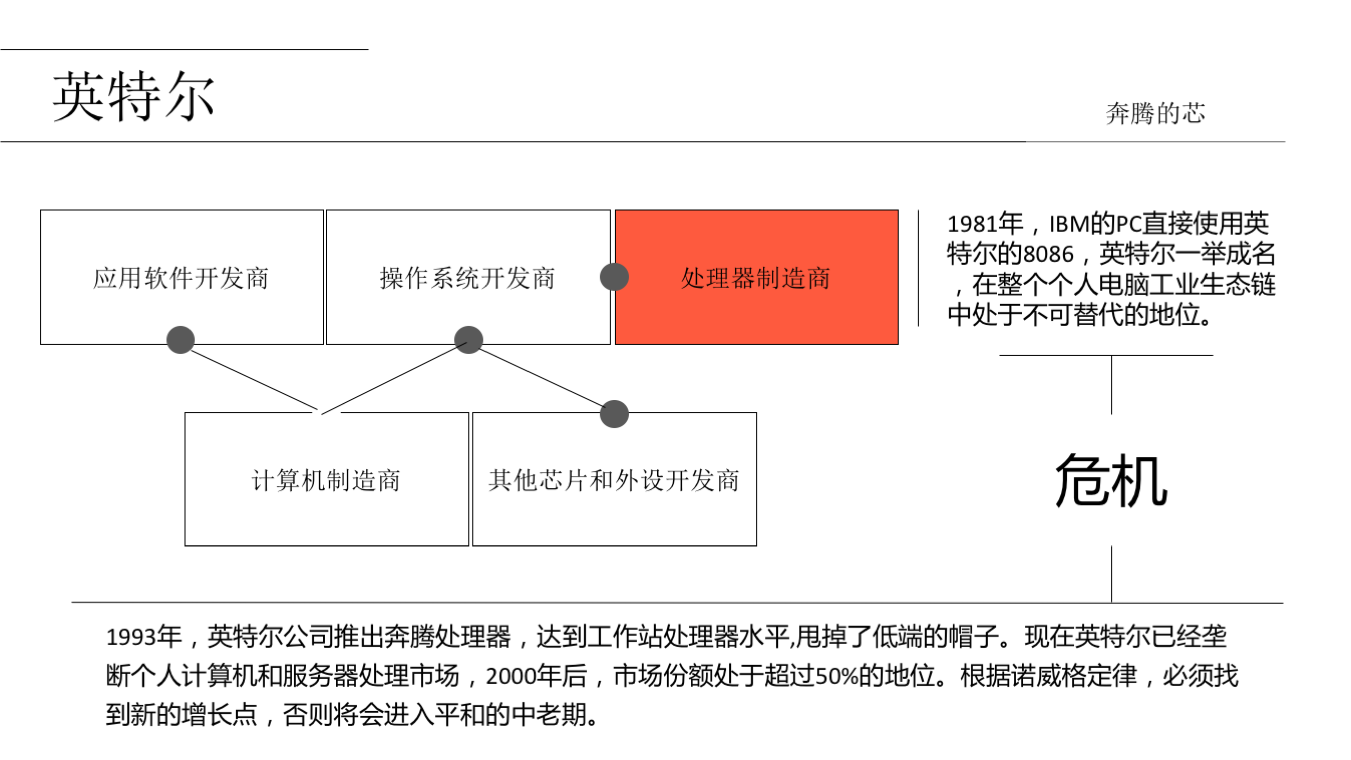 英特尔
奔腾的芯
应用软件开发商
操作系统开发商
处理器制造商
1981年，IBM的PC直接使用英
特尔的8086，英特尔一举成名
，在整个个人电脑工业生态链
中处于不可替代的地位。
计算机制造商
其他芯片和外设开发商
危机
1993年，英特尔公司推出奔腾处理器，达到工作站处理器水平,甩掉了低端的帽子。现在英特尔已经垄
断个人计算机和服务器处理市场，2000年后，市场份额处于超过50%的地位。根据诺威格定律，必须找
到新的增长点，否则将会进入平和的中老期。